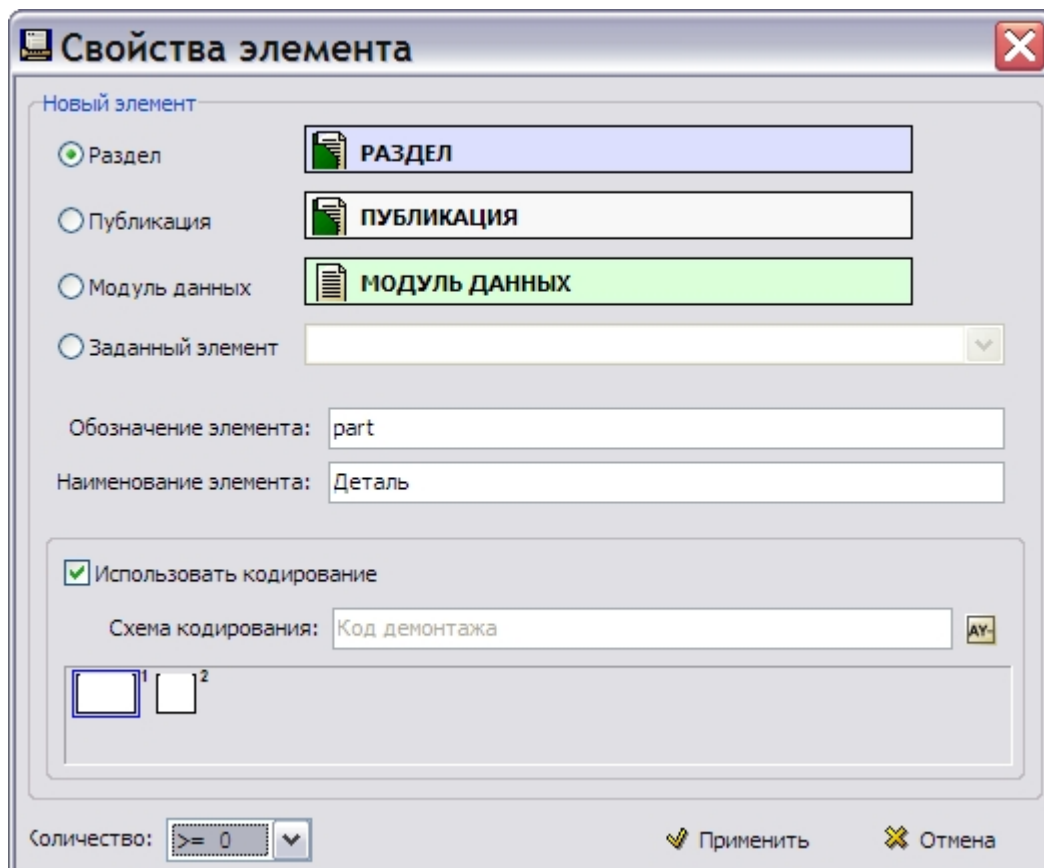 Свойства элемента
Новый элемент
Раздел РАЗДЕЛ
Публикация ПУБЛИКАЦИЯ
Модуль данных МОДУЛЬ ДАННЫХ
Заданный элемент
Обозначение элемента: part
Наименование элемента: Деталь
Использовать кодирование
Схема кодирования: Код демонтажа AY-
1 2
Количество: >= 0 Применить Отмена